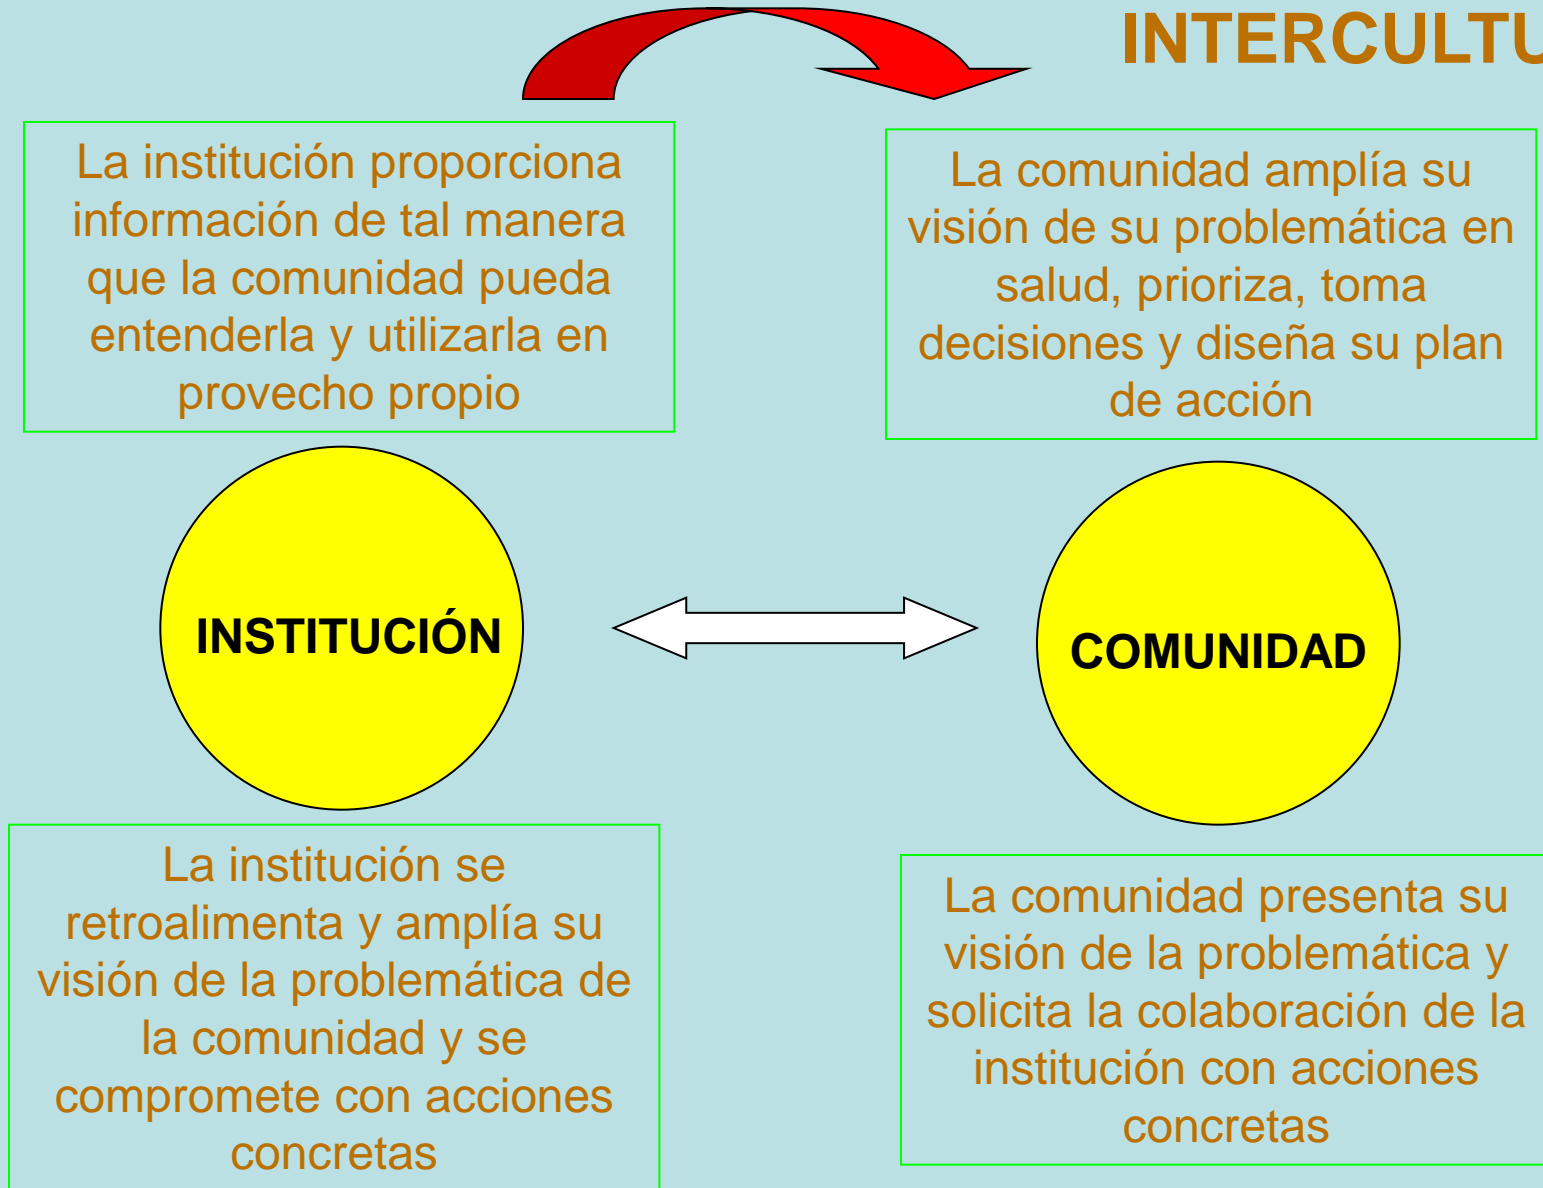 INTERCULTU
La institución proporciona
información de tal manera
que la comunidad pueda
entenderla y utilizarla en
provecho propio
La comunidad amplía su
visión de su problemática en
salud, prioriza, toma
decisiones y diseña su plan
de acción
INSTITUCIÓN
COMUNIDAD
La institución se
retroalimenta y amplía su
visión de la problemática de
la comunidad y se
compromete con acciones
concretas
La comunidad presenta su
visión de la problemática y
solicita la colaboración de la
institución con acciones
concretas